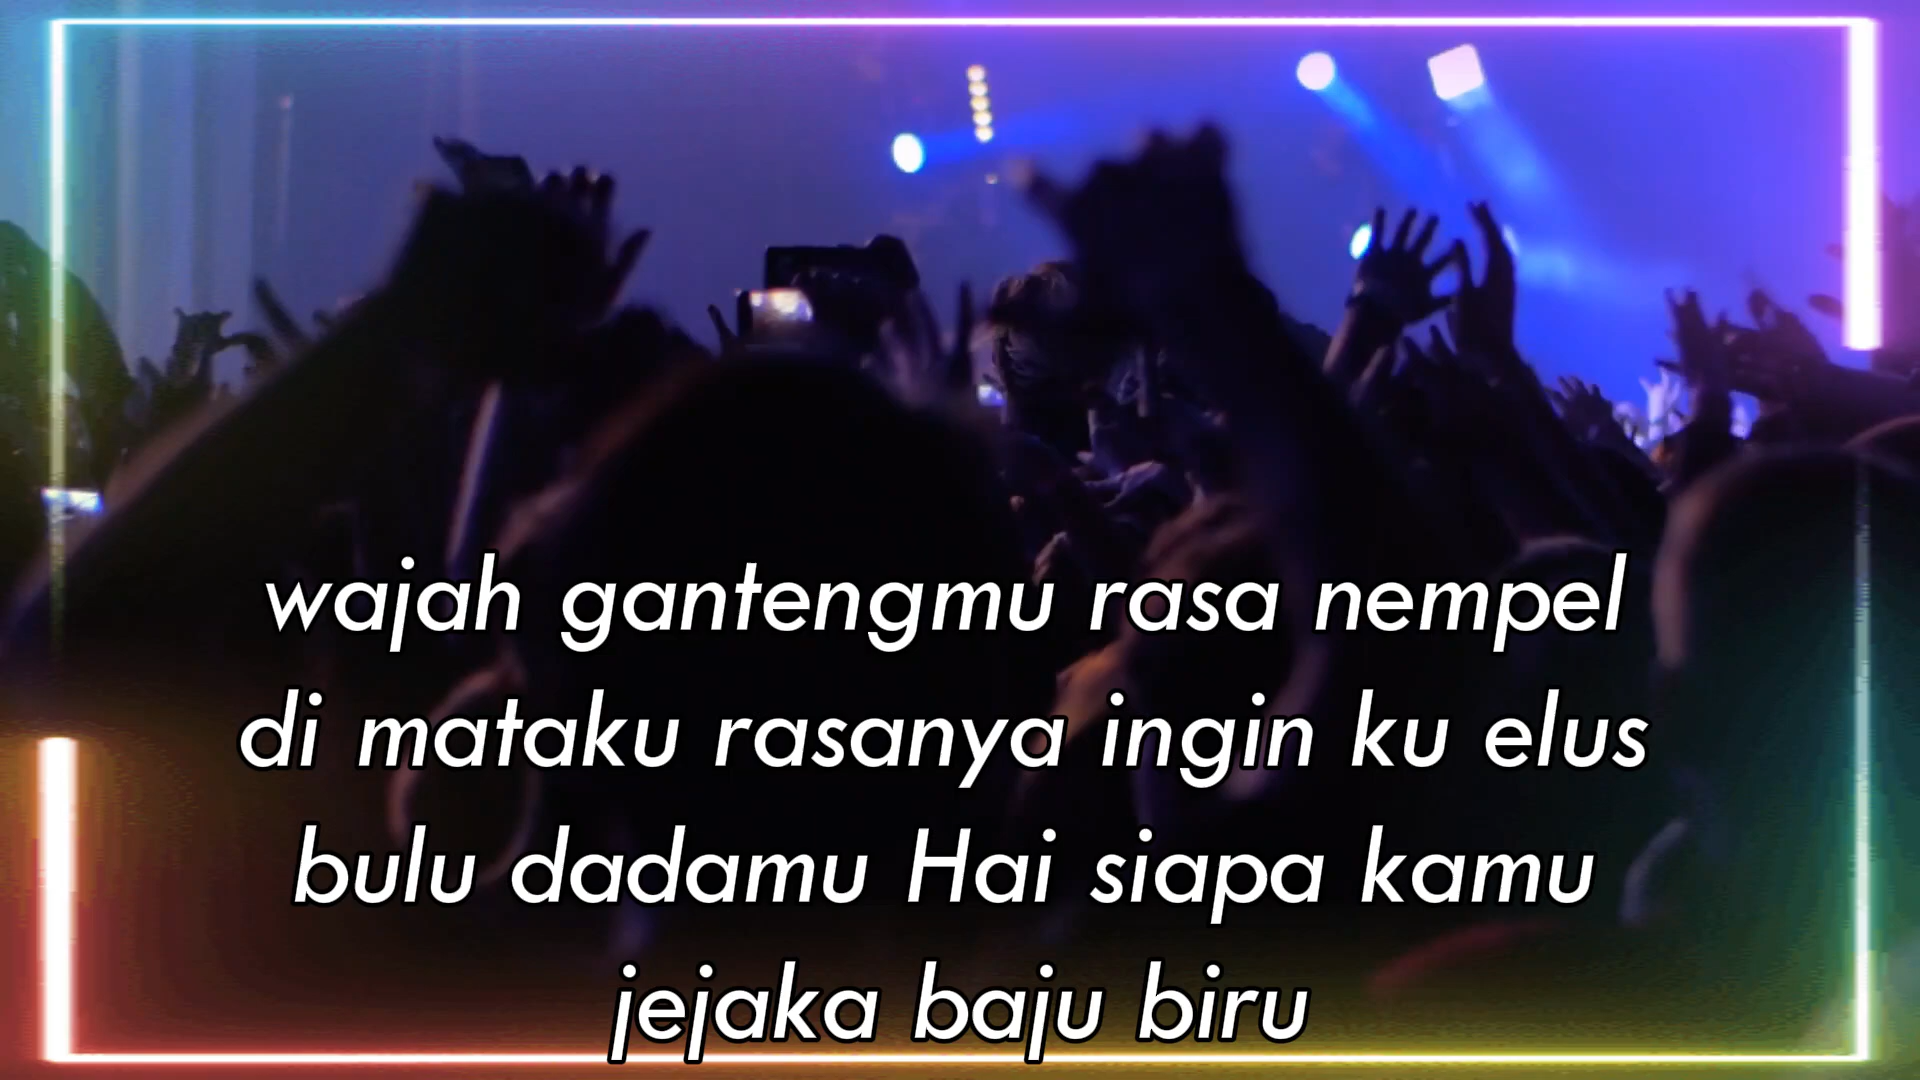 wajah gantengmu rasa nempel
di mataku rasanya ingin ku elus
bulu dadamu Hai siapa kamu
jejaka baju biru